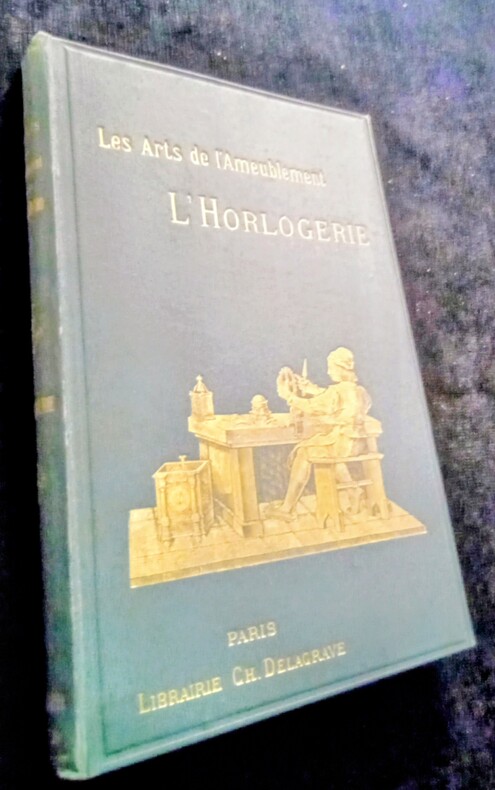 Les Arts de l'Ameublement
L'HORLOGERIE
PARIS
LIBRAIRIE CH. DELAGRAVE